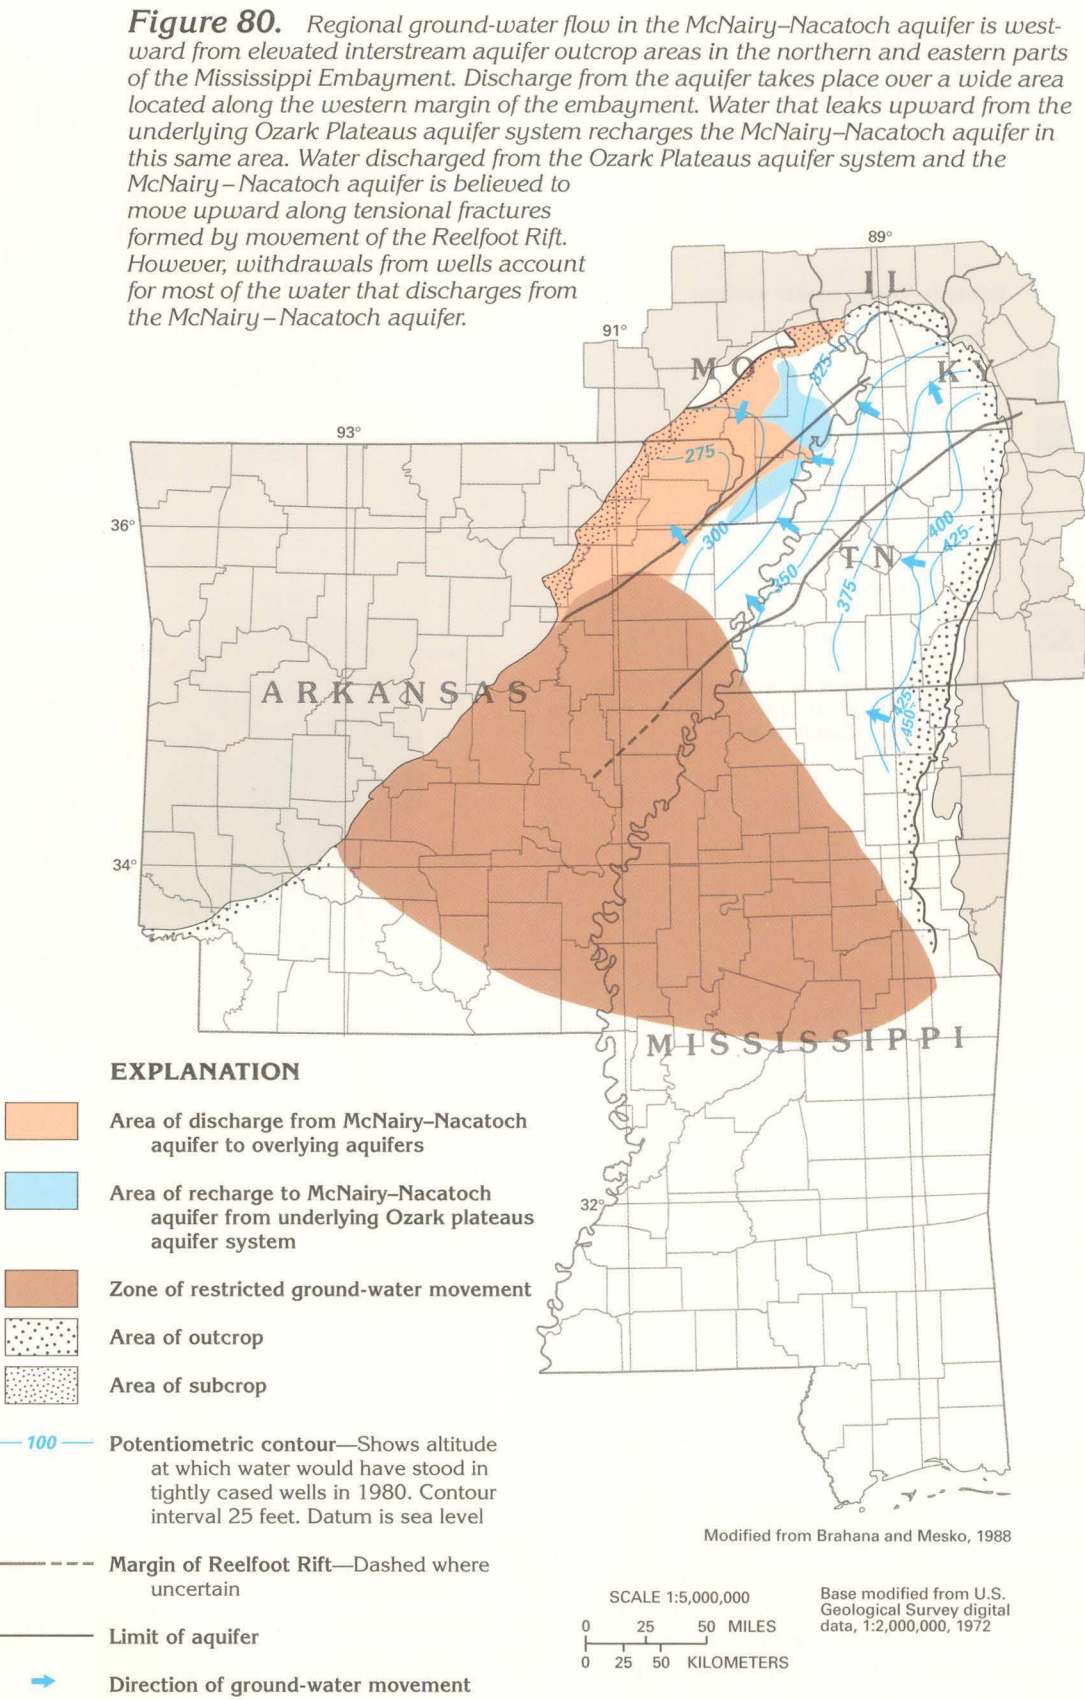 Figure 80. Regional ground-water flow in the McNairy–Nacatoch aquifer is west-
ward from elevated interstream aquifer outcrop areas in the northern and eastern parts
of the Mississippi Embayment. Discharge from the aquifer takes place over a wide area
located along the western margin of the embayment. Water that leaks upward from the
underlying Ozark Plateaus aquifer system recharges the McNairy–Nacatoch aquifer in
this same area. Water discharged from the Ozark Plateaus aquifer system and the
McNairy–Nacatoch aquifer is believed to
move upward along tensional fractures
formed by movement of the Reelfoot Rift.
However, withdrawals from wells account
for most of the water that discharges from
the McNairy–Nacatoch aquifer.
89°
IL
91°
MO
325
KY
93°
275
36°
300
400
425
TN
350
375
ARKANSAS
425
450
34°
MISSISSIPPI
32°
EXPLANATION
Area of discharge from McNairy–Nacatoch
aquifer to overlying aquifers
Area of recharge to McNairy–Nacatoch
aquifer from underlying Ozark plateaus
aquifer system
Zone of restricted ground-water movement
Area of outcrop
Area of subcrop
100
Potentiometric contour—Shows altitude
at which water would have stood in
tightly cased wells in 1980. Contour
interval 25 feet. Datum is sea level
Margin of Reelfoot Rift—Dashed where
uncertain
Limit of aquifer
Direction of ground-water movement
Modified from Brahana and Mesko, 1988
SCALE 1:5,000,000
0 25 50 MILES
0 25 50 KILOMETERS
Base modified from U.S.
Geological Survey digital
data, 1:2,000,000, 1972